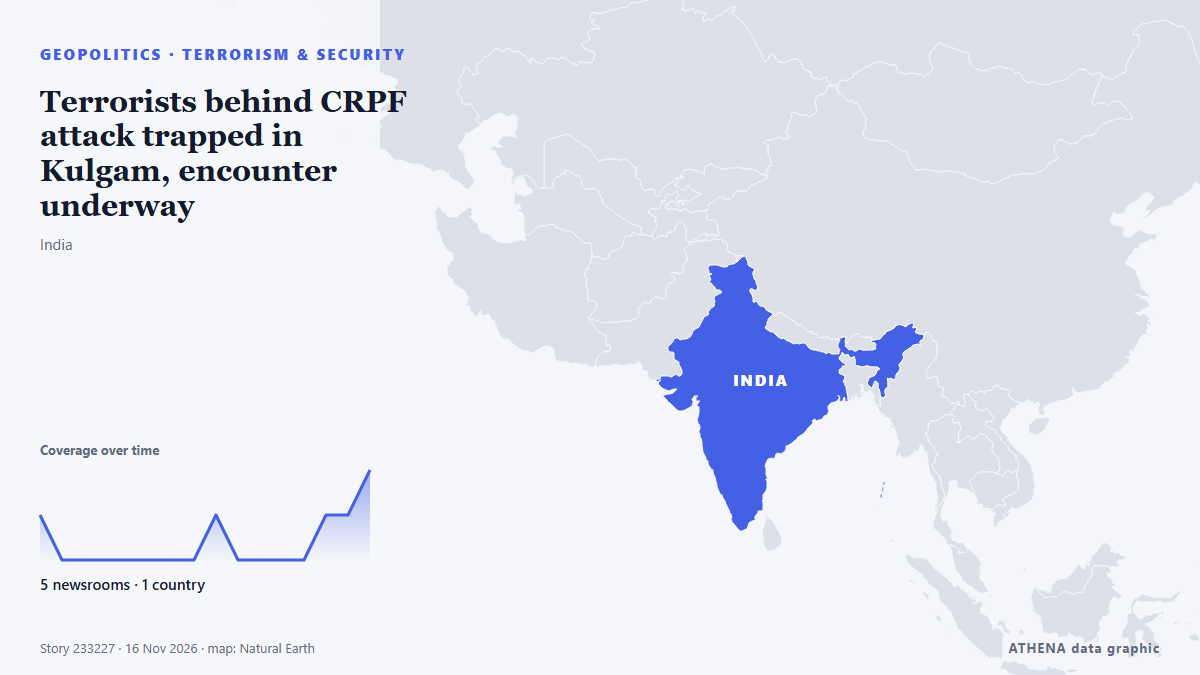 GEOPOLITICS · TERRORISM & SECURITY
Terrorists behind CRPF
attack trapped in
Kulgam, encounter
underway
India
INDIA
Coverage over time
5 newsrooms · 1 country
Story 233227 · 16 Nov 2026 · map: Natural Earth
ATHENA data graphic